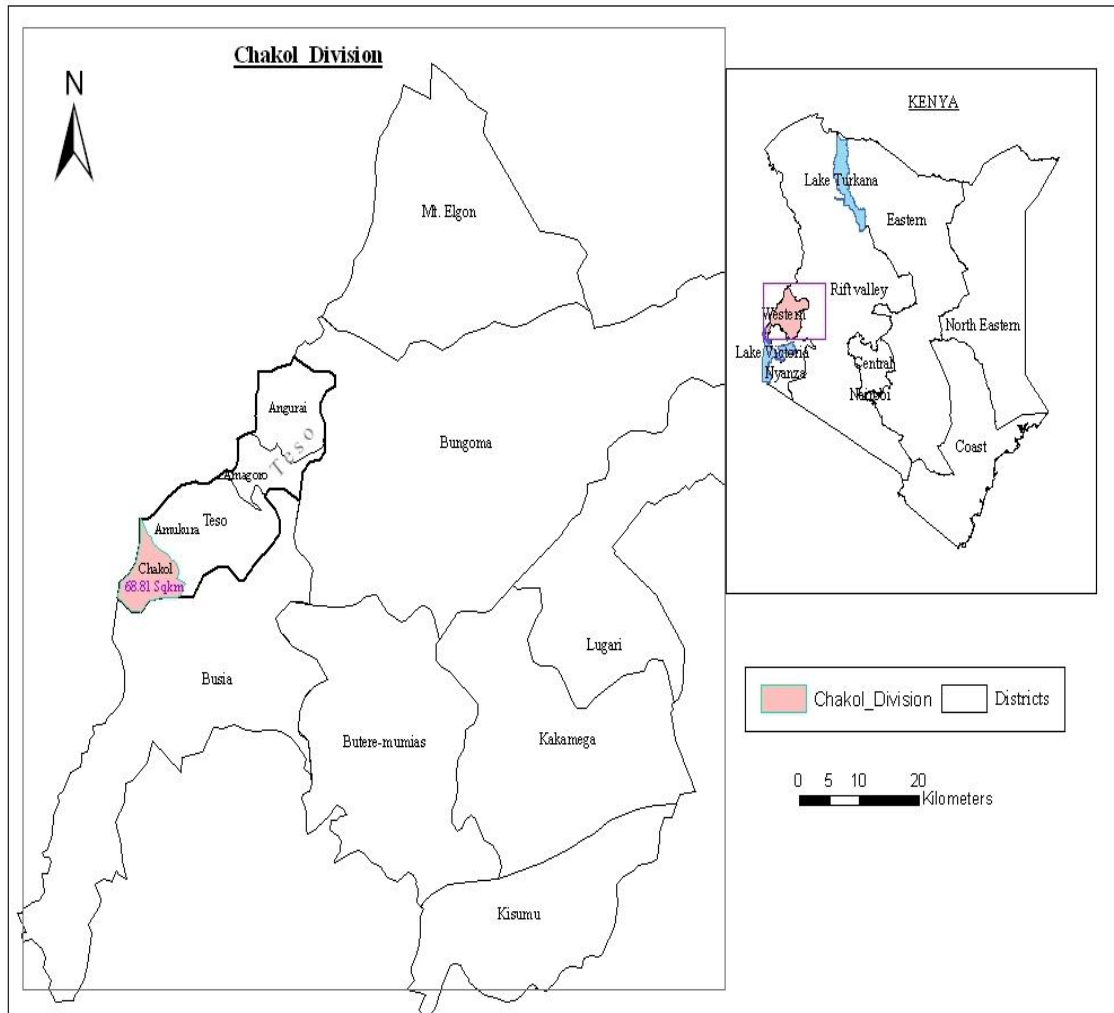 Chakol Division
N
Mt. Elgon
Angurai
Teso
Amagoro
Bungoma
Amukura
Teso
Chakol
68.81 Sqkm
Lugari
Busia
Butere-mumias
Kakamega
Kisumu
KENYA
Lake Turkana
Eastern
Rift valley
Western
North Eastern
Lake Victoria
Nyanza
Central
Nairobi
Coast
Chakol_Division
Districts
0 5 10 20
Kilometers